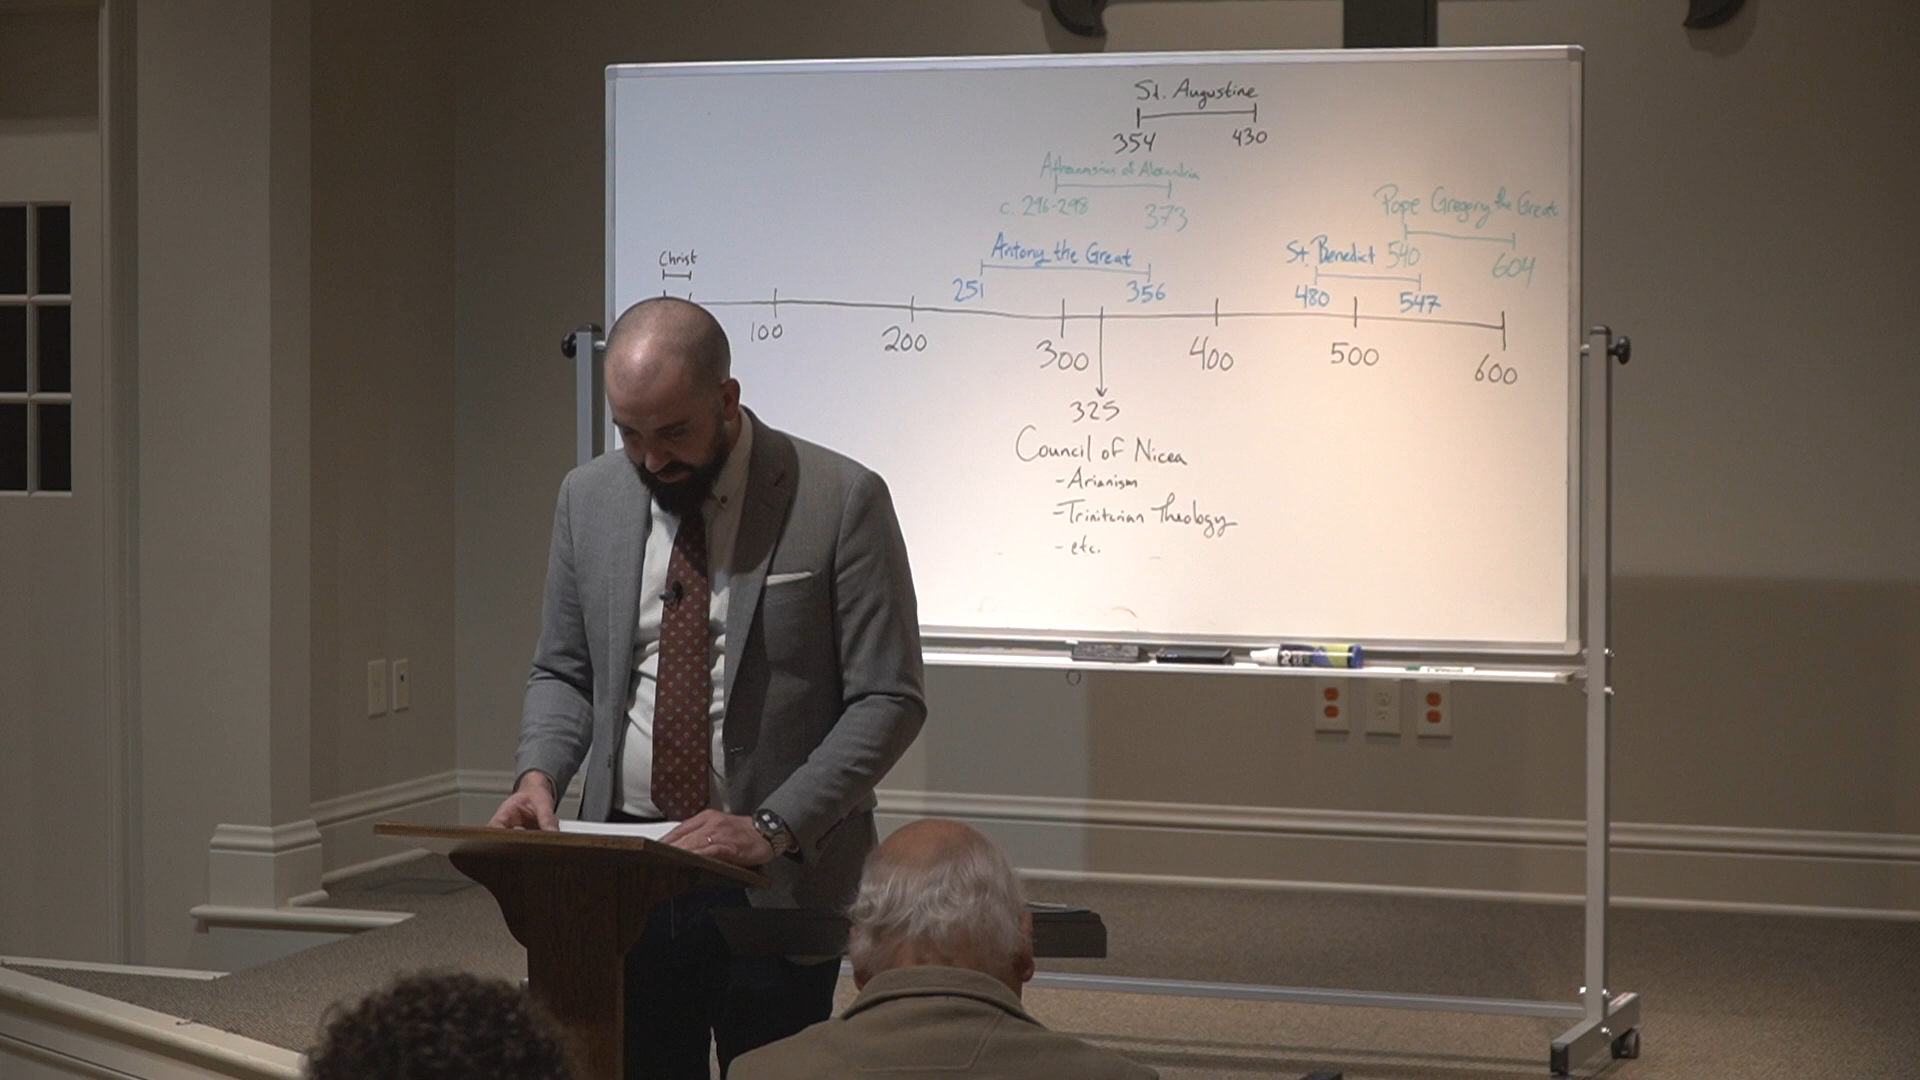 St. Augustine
354 430
Athanasius of Alexandria
c. 296-298 373
Pope Gregory the Great
540 604
Antony the Great
251 356
St. Benedict
480 547
Christ
100 200 300 400 500 600
325
Council of Nicea
- Arianism
- Trinitarian Theology
- etc.